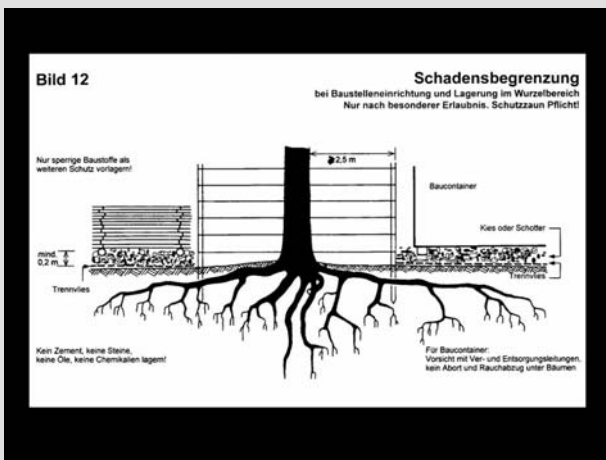 Bild 12
Schadensbegrenzung
bei Baustelleneinrichtung und Lagerung im Wurzelbereich
Nur nach besonderer Erlaubnis. Schutzzaun Pflicht!
Nur sperrige Baustoffe als
weiteren Schutz vorlagern!
≥2,5 m
Baucontainer
Kies oder Schotter
mind.
0,2 m
Trennvlies
Trennvlies
Kein Zement, keine Steine,
keine Öle, keine Chemikalien lagern!
Für Baucontainer:
Vorsicht mit Ver- und Entsorgungsleitungen,
kein Abort und Rauchabzug unter Bäumen